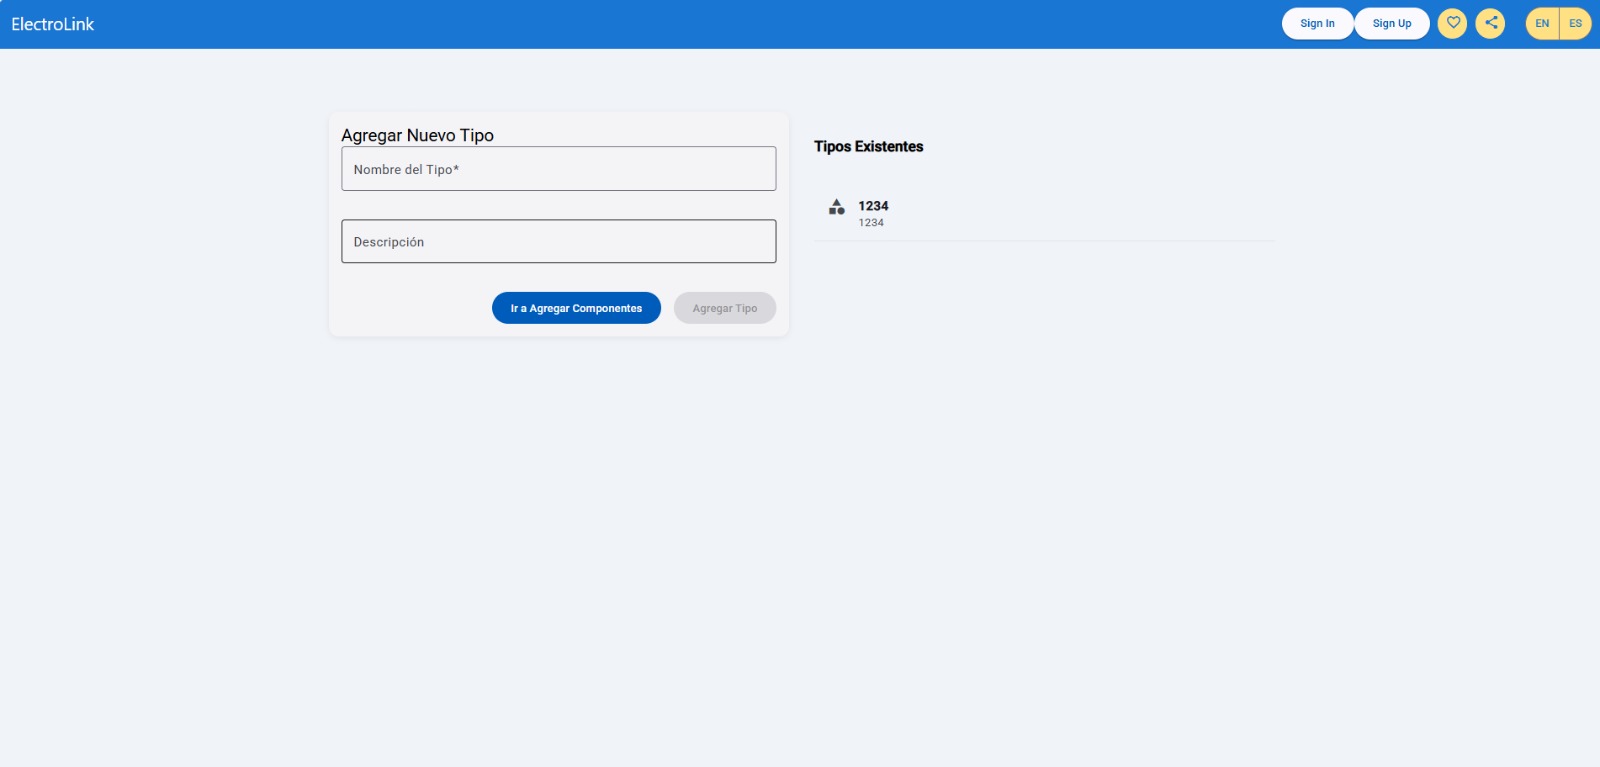 ElectroLink
Sign In
Sign Up
EN
ES
Agregar Nuevo Tipo
Nombre del Tipo*
Descripción
Ir a Agregar Componentes
Agregar Tipo
Tipos Existentes
1234
1234